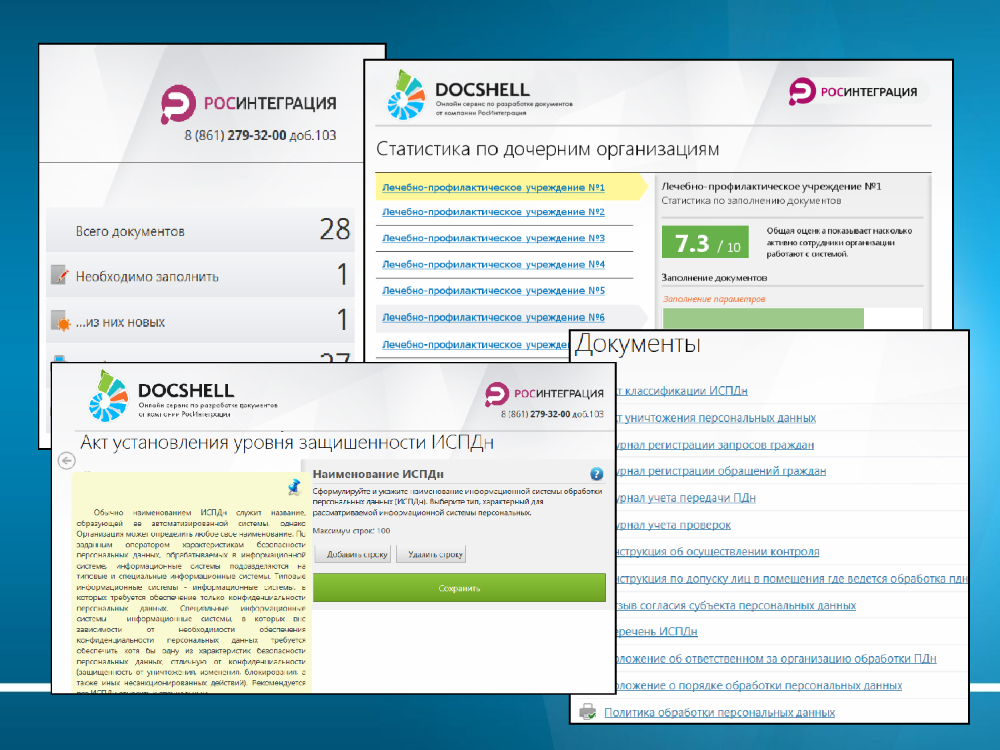 РОСИНТЕГРАЦИЯ
8 (861) 279-32-00 доб.103
Всего документов 28
Необходимо заполнить 1
...из них новых 1
27
DOCSHELL
Онлайн сервис по разработке документов
от компании РосИнтеграция
РОСИНТЕГРАЦИЯ
Статистика по дочерним организациям
Лечебно-профилактическое учреждение №1
Лечебно-профилактическое учреждение №2
Лечебно-профилактическое учреждение №3
Лечебно-профилактическое учреждение №4
Лечебно-профилактическое учреждение №5
Лечебно-профилактическое учреждение №6
Лечебно-профилактическое учрежде
Лечебно-профилактическое учреждение №1
Статистика по заполнению документов
7.3 / 10
Общая оценка показывает насколько
активно сотрудники организации
работают с системой.
Заполнение документов
Заполнение параметров
DOCSHELL
Онлайн сервис по разработке документов
от компании РосИнтеграция
РОСИНТЕГРАЦИЯ
8 (861) 279-32-00 доб.103
Акт установления уровня защищенности ИСПДн
Обычно наименованием ИСПДн служит название,
образующей ее автоматизированной системы, однако
Организация может определить любое свое наименование. По
заданным оператором характеристикам безопасности
персональных данных, обрабатываемых в информационной
системе, информационные системы подразделяются на
типовые и специальные информационные системы. Типовые
информационные системы - информационные системы, в
которых требуется обеспечение только конфиденциальности
персональных данных. Специальные информационные
системы информационные системы, в которых вне
зависимости от необходимости обеспечения
конфиденциальности персональных данных требуется
обеспечить хотя бы одну из характеристик безопасности
персональных данных, отличную от конфиденциальности
(защищенность от уничтожения, изменения, блокирования, а
также иных несанкционированных действий). Рекомендуется
все ИСПДн относить к специальным
Наименование ИСПДн
Сформулируйте и укажите наименование информационной системы обработки
персональных данных (ИСПДн). Выберите тип, характерный для
рассматриваемой информационной системы персональных.
Максимум строк: 100
Добавить строку Удалить строку
Сохранить
Документы
кт классификации ИСПДн
кт уничтожения персональных данных
урнал регистрации запросов граждан
урнал регистрации обращений граждан
урнал учета передачи ПДн
урнал учета проверок
нструкция об осуществлении контроля
нструкция по допуску лиц в помещения где ведется обработка пдн
тзыв согласия субъекта персональных данных
еречень ИСПДн
оложение об ответственном за организацию обработки ПДн
оложение о порядке обработки персональных данных
Политика обработки персональных данных